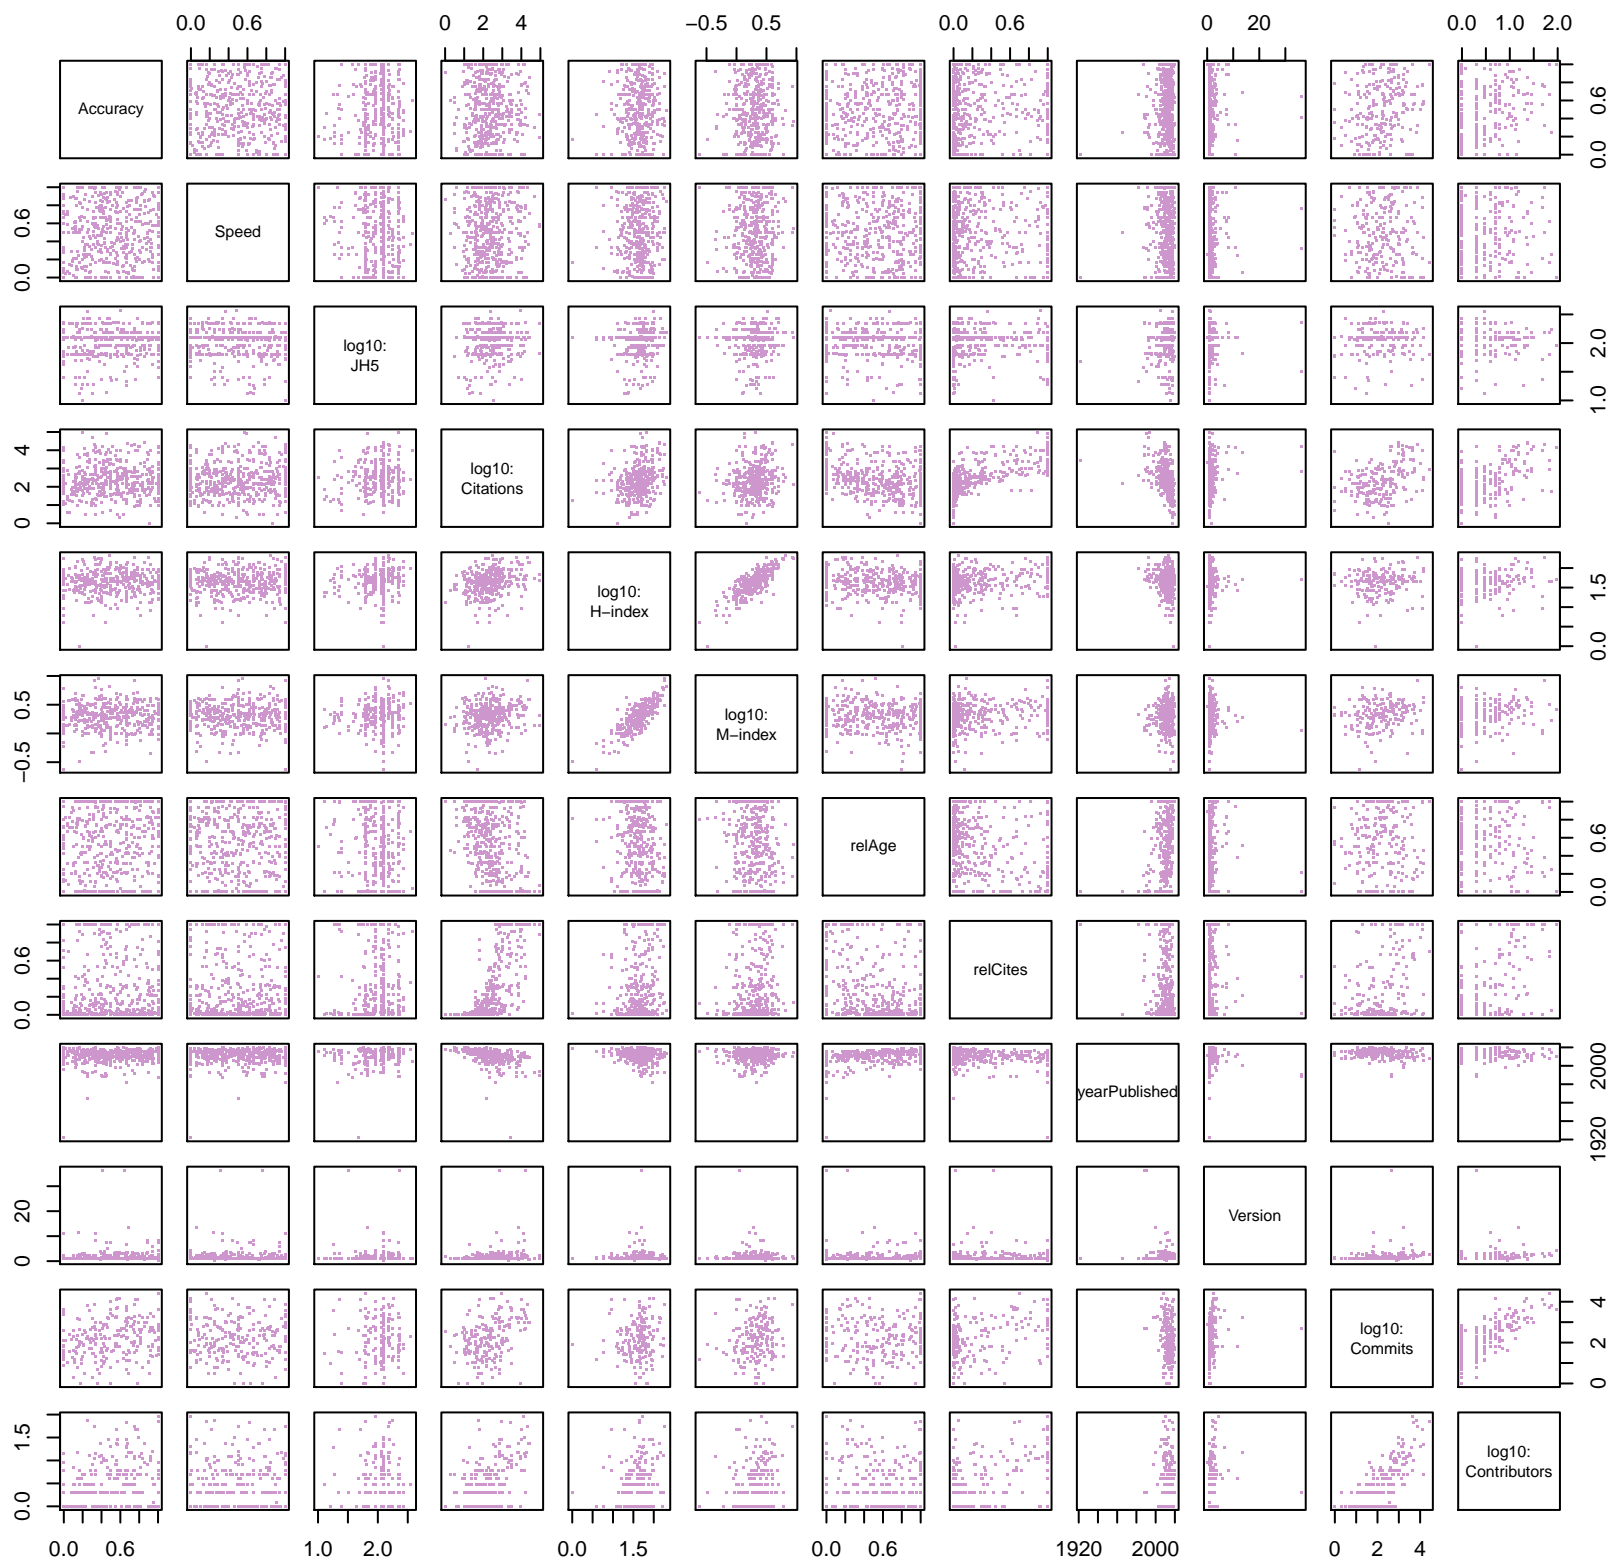 0.0 0.6 0 2 4 −0.5 0.5 0.0 0.6 0 20 0.0 1.0 2.0
Accuracy
0.0 0.6
0.0 0.6
Speed
log10:
JH5
1.0 2.0
0 2 4
log10:
Citations
log10:
H−index
0.0 1.5
−0.5 0.5
log10:
M−index
relAge
0.0 0.6
0.0 0.6
relCites
yearPublished
1920 2000
0 20
Version
log10:
Commits
0 2 4
0.0 1.5
log10:
Contributors
0.0 0.6 1.0 2.0 0.0 1.5 0.0 0.6 1920 2000 0 2 4